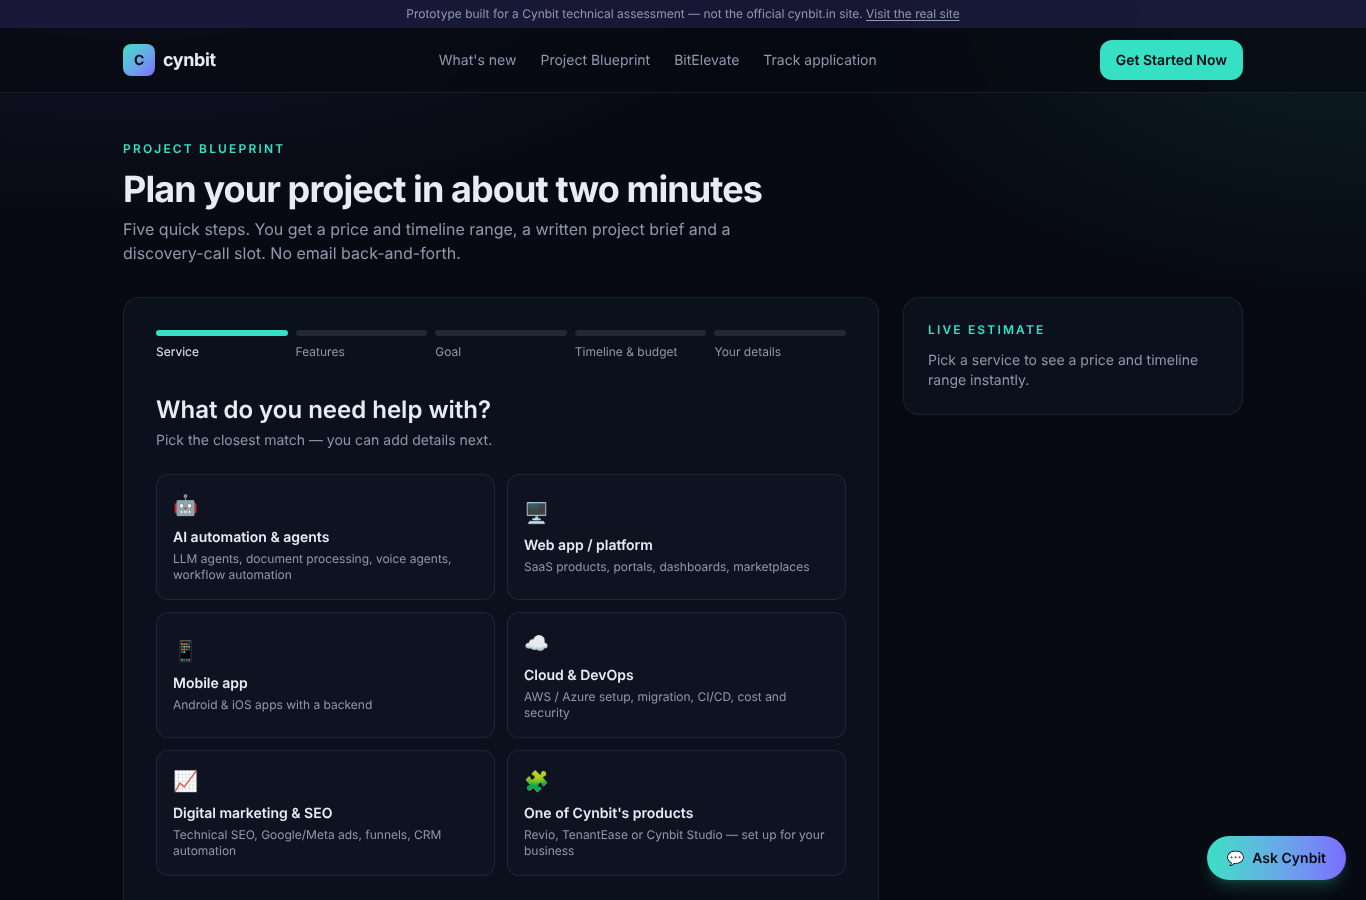 Prototype built for a Cynbit technical assessment — not the official cynbit.in site. Visit the real site
C cynbit
What's new
Project Blueprint
BitElevate
Track application
Get Started Now
PROJECT BLUEPRINT
Plan your project in about two minutes
Five quick steps. You get a price and timeline range, a written project brief and a
discovery-call slot. No email back-and-forth.
Service
Features
Goal
Timeline & budget
Your details
What do you need help with?
Pick the closest match — you can add details next.
AI automation & agents
LLM agents, document processing, voice agents,
workflow automation
Web app / platform
SaaS products, portals, dashboards, marketplaces
Mobile app
Android & iOS apps with a backend
Cloud & DevOps
AWS / Azure setup, migration, CI/CD, cost and
security
Digital marketing & SEO
Technical SEO, Google/Meta ads, funnels, CRM
automation
One of Cynbit's products
Revio, TenantEase or Cynbit Studio — set up for your
business
LIVE ESTIMATE
Pick a service to see a price and timeline
range instantly.
Ask Cynbit